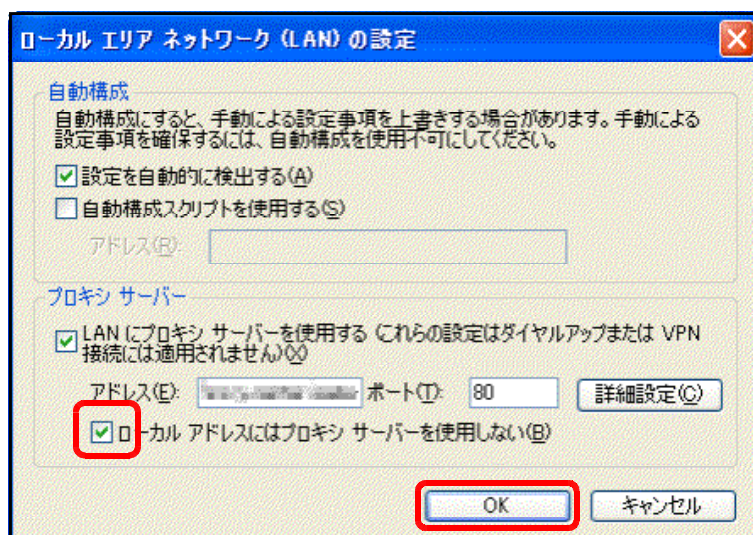 ローカル エリア ネットワーク (LAN) の設定
自動構成
自動構成にすると、手動による設定事項を上書きする場合があります。手動による
設定事項を確保するには、自動構成を使用不可にしてください。
設定を自動的に検出する(A)
自動構成スクリプトを使用する(S)
アドレス(R):
プロキシ サーバー
LAN にプロキシ サーバーを使用する (これらの設定はダイヤルアップまたは VPN
接続には適用されません)(X)
アドレス(E): ポート(T): 80 詳細設定(C)
ローカル アドレスにはプロキシ サーバーを使用しない(B)
OK キャンセル